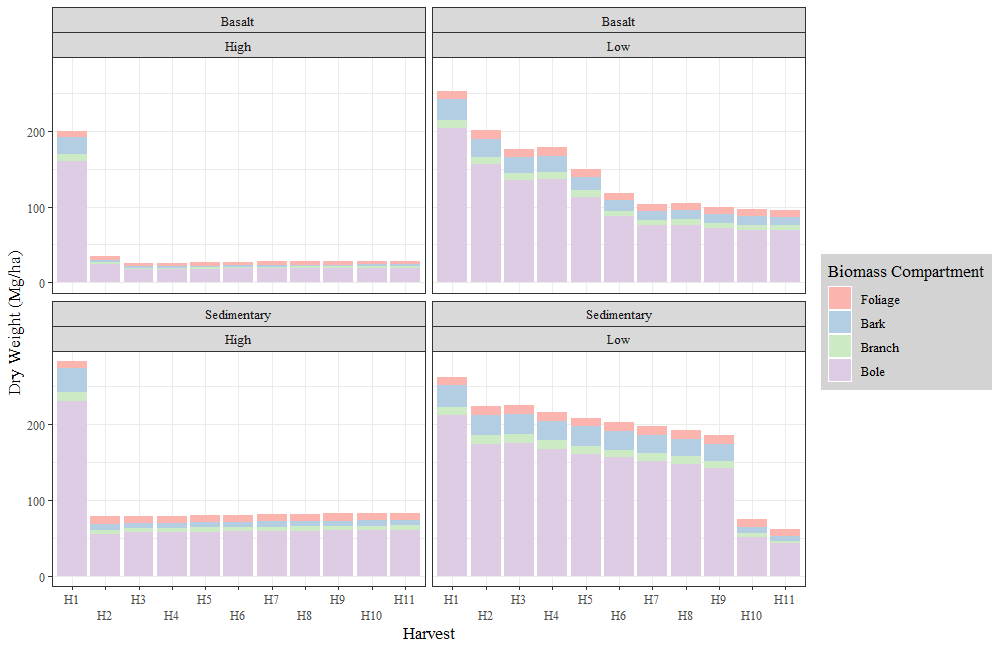 Basalt
High
Basalt
Low
200
100
0
Sedimentary
High
Sedimentary
Low
200
100
0
H1 H2 H3 H4 H5 H6 H7 H8 H9 H10 H11
H1 H2 H3 H4 H5 H6 H7 H8 H9 H10 H11
Harvest
Dry Weight (Mg/ha)
Biomass Compartment
Foliage
Bark
Branch
Bole